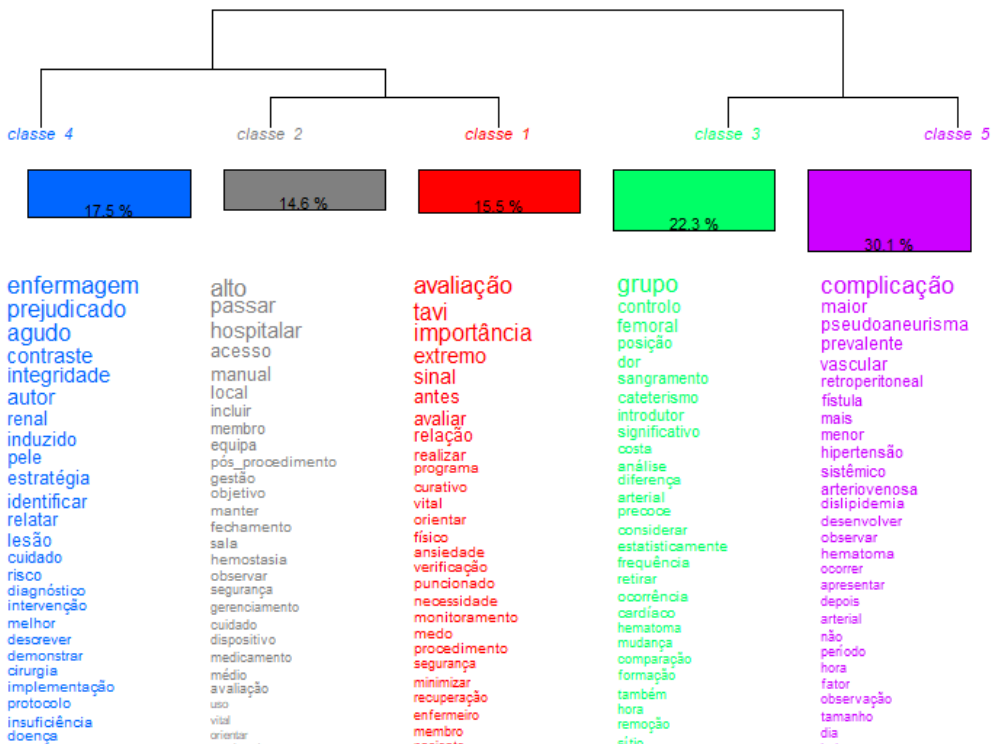 classe 4
classe 2
classe 1
classe 3
classe 5
17.5 %
14.6 %
15.5 %
22.3 %
30.1 %
enfermagem
prejudicado
agudo
contraste
integridade
autor
renal
induzido
pele
estratégia
identificar
relatar
lesão
cuidado
risco
diagnóstico
intervenção
melhor
descrever
demonstrar
cirurgia
implementação
protocolo
insuficiência
doença
alto
passar
hospitalar
acesso
manual
local
incluir
membro
equipa
pós_procedimento
gestão
objetivo
manter
fechamento
sala
hemostasia
observar
segurança
gerenciamento
cuidado
dispositivo
medicamento
médio
avaliação
uso
vital
orientar
avaliação
tavi
importância
extremo
sinal
antes
avaliar
relação
realizar
programa
curativo
vital
orientar
físico
ansiedade
verificação
puncionado
necessidade
monitoramento
medo
procedimento
segurança
minimizar
recuperação
enfermeiro
membro
grupo
controlo
femoral
posição
dor
sangramento
cateterismo
introdutor
significativo
costa
análise
diferença
arterial
precoce
considerar
estatisticamente
frequência
retirar
ocorrência
cardíaco
hematoma
mudança
comparação
formação
também
hora
remoção
complicação
maior
pseudoaneurisma
prevalente
vascular
retroperitoneal
fístula
mais
menor
hipertensão
sistêmico
arteriovenosa
dislipidemia
desenvolver
observar
hematoma
ocorrer
apresentar
depois
arterial
não
período
hora
fator
observação
tamanho
dia